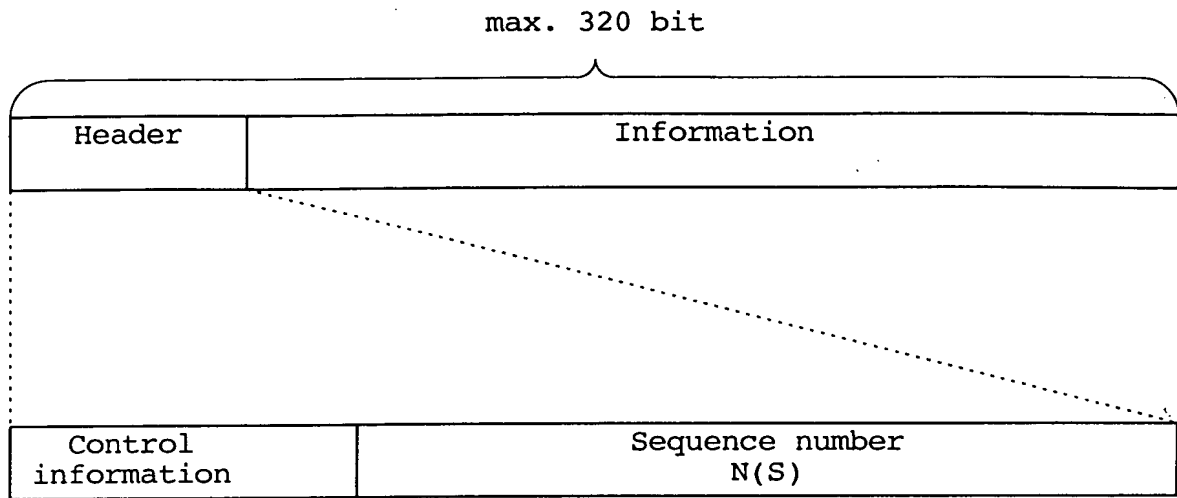 max. 320 bit
Header
Information
Control
information
Sequence number
N(S)